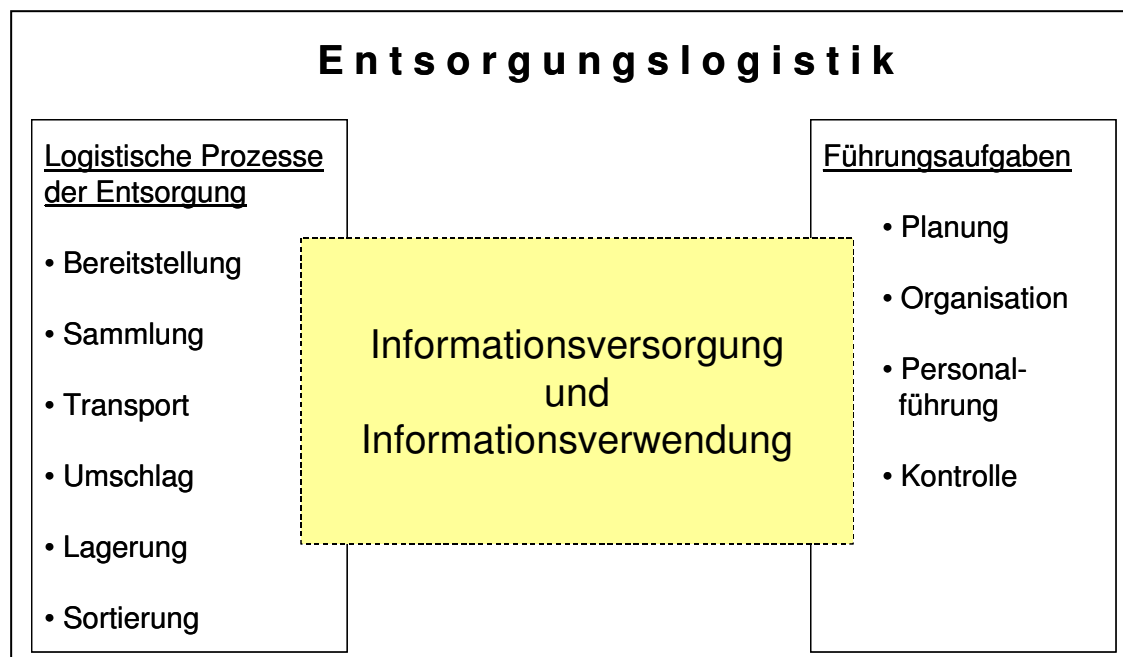 Entsorgungslogistik
Logistische Prozesse
der Entsorgung
• Bereitstellung
• Sammlung
• Transport
• Umschlag
• Lagerung
• Sortierung
Informationsversorgung
und
Informationsverwendung
Führungsaufgaben
• Planung
• Organisation
• Personal-
führung
• Kontrolle